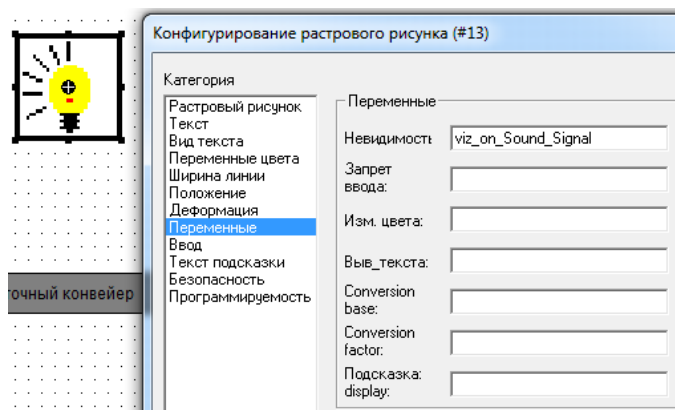 Конфигурирование растрового рисунка (#13)
Категория
Растровый рисунок
Текст
Вид текста
Переменные цвета
Ширина линии
Положение
Деформация
Переменные
Ввод
Текст подсказки
Безопасность
Программируемость
Переменные
Невидимость
viz_on_Sound_Signal
Запрет
ввода:
Изм. цвета:
Выв_текста:
Conversion
base:
Conversion
factor:
Подсказка:
display:
точный конвейер